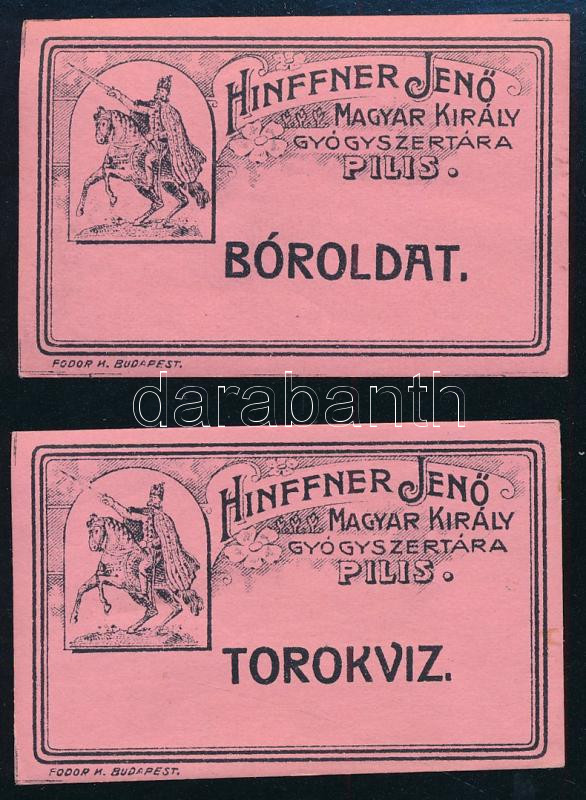 HINFFNER JENŐ
MAGYAR KIRÁLY
GYÓGYSZERTÁRA
PILIS.
BÓROLDAT.
FODOR H. BUDAPEST.
darabanth
HINFFNER JENŐ
MAGYAR KIRÁLY
GYÓGYSZERTÁRA
PILIS.
TOROKVIZ.
FODOR H. BUDAPEST.